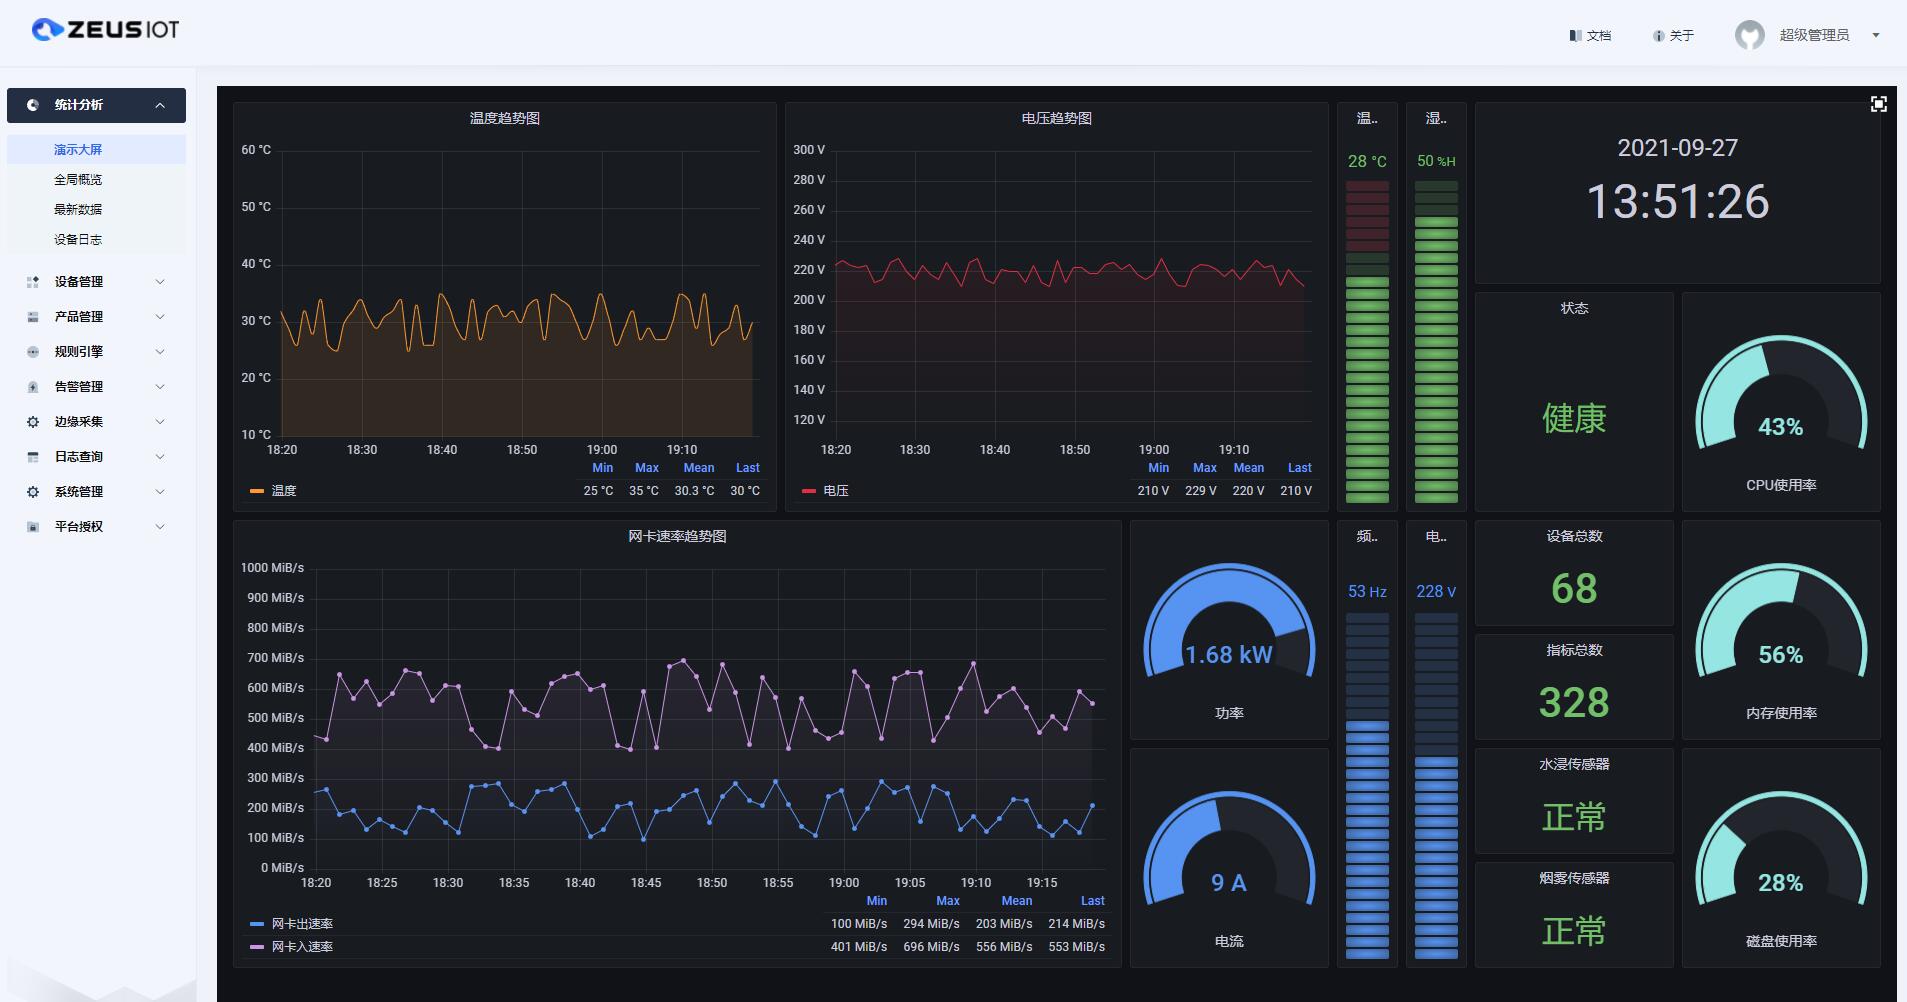 ZEUS IOT
文档
关于
超级管理员
统计分析
演示大屏
全局概览
最新数据
设备日志
设备管理
产品管理
规则引擎
告警管理
边缘采集
日志查询
系统管理
平台授权
温度趋势图
60 °C
50 °C
40 °C
30 °C
20 °C
10 °C
18:20 18:30 18:40 18:50 19:00 19:10
Min Max Mean Last
温度 25 °C 35 °C 30.3 °C 30 °C
电压趋势图
300 V
280 V
260 V
240 V
220 V
200 V
180 V
160 V
140 V
120 V
18:20 18:30 18:40 18:50 19:00 19:10
Min Max Mean Last
电压 210 V 229 V 220 V 210 V
温..
28 °C
湿..
50 %H
2021-09-27
13:51:26
状态
健康
43%
CPU使用率
网卡速率趋势图
1000 MiB/s
900 MiB/s
800 MiB/s
700 MiB/s
600 MiB/s
500 MiB/s
400 MiB/s
300 MiB/s
200 MiB/s
100 MiB/s
0 MiB/s
18:20 18:25 18:30 18:35 18:40 18:45 18:50 18:55 19:00 19:05 19:10 19:15
Min Max Mean Last
网卡出速率 100 MiB/s 294 MiB/s 203 MiB/s 214 MiB/s
网卡入速率 401 MiB/s 696 MiB/s 556 MiB/s 553 MiB/s
1.68 kW
功率
9 A
电流
频..
53 Hz
电..
228 V
设备总数
68
指标总数
328
水浸传感器
正常
烟雾传感器
正常
56%
内存使用率
28%
磁盘使用率